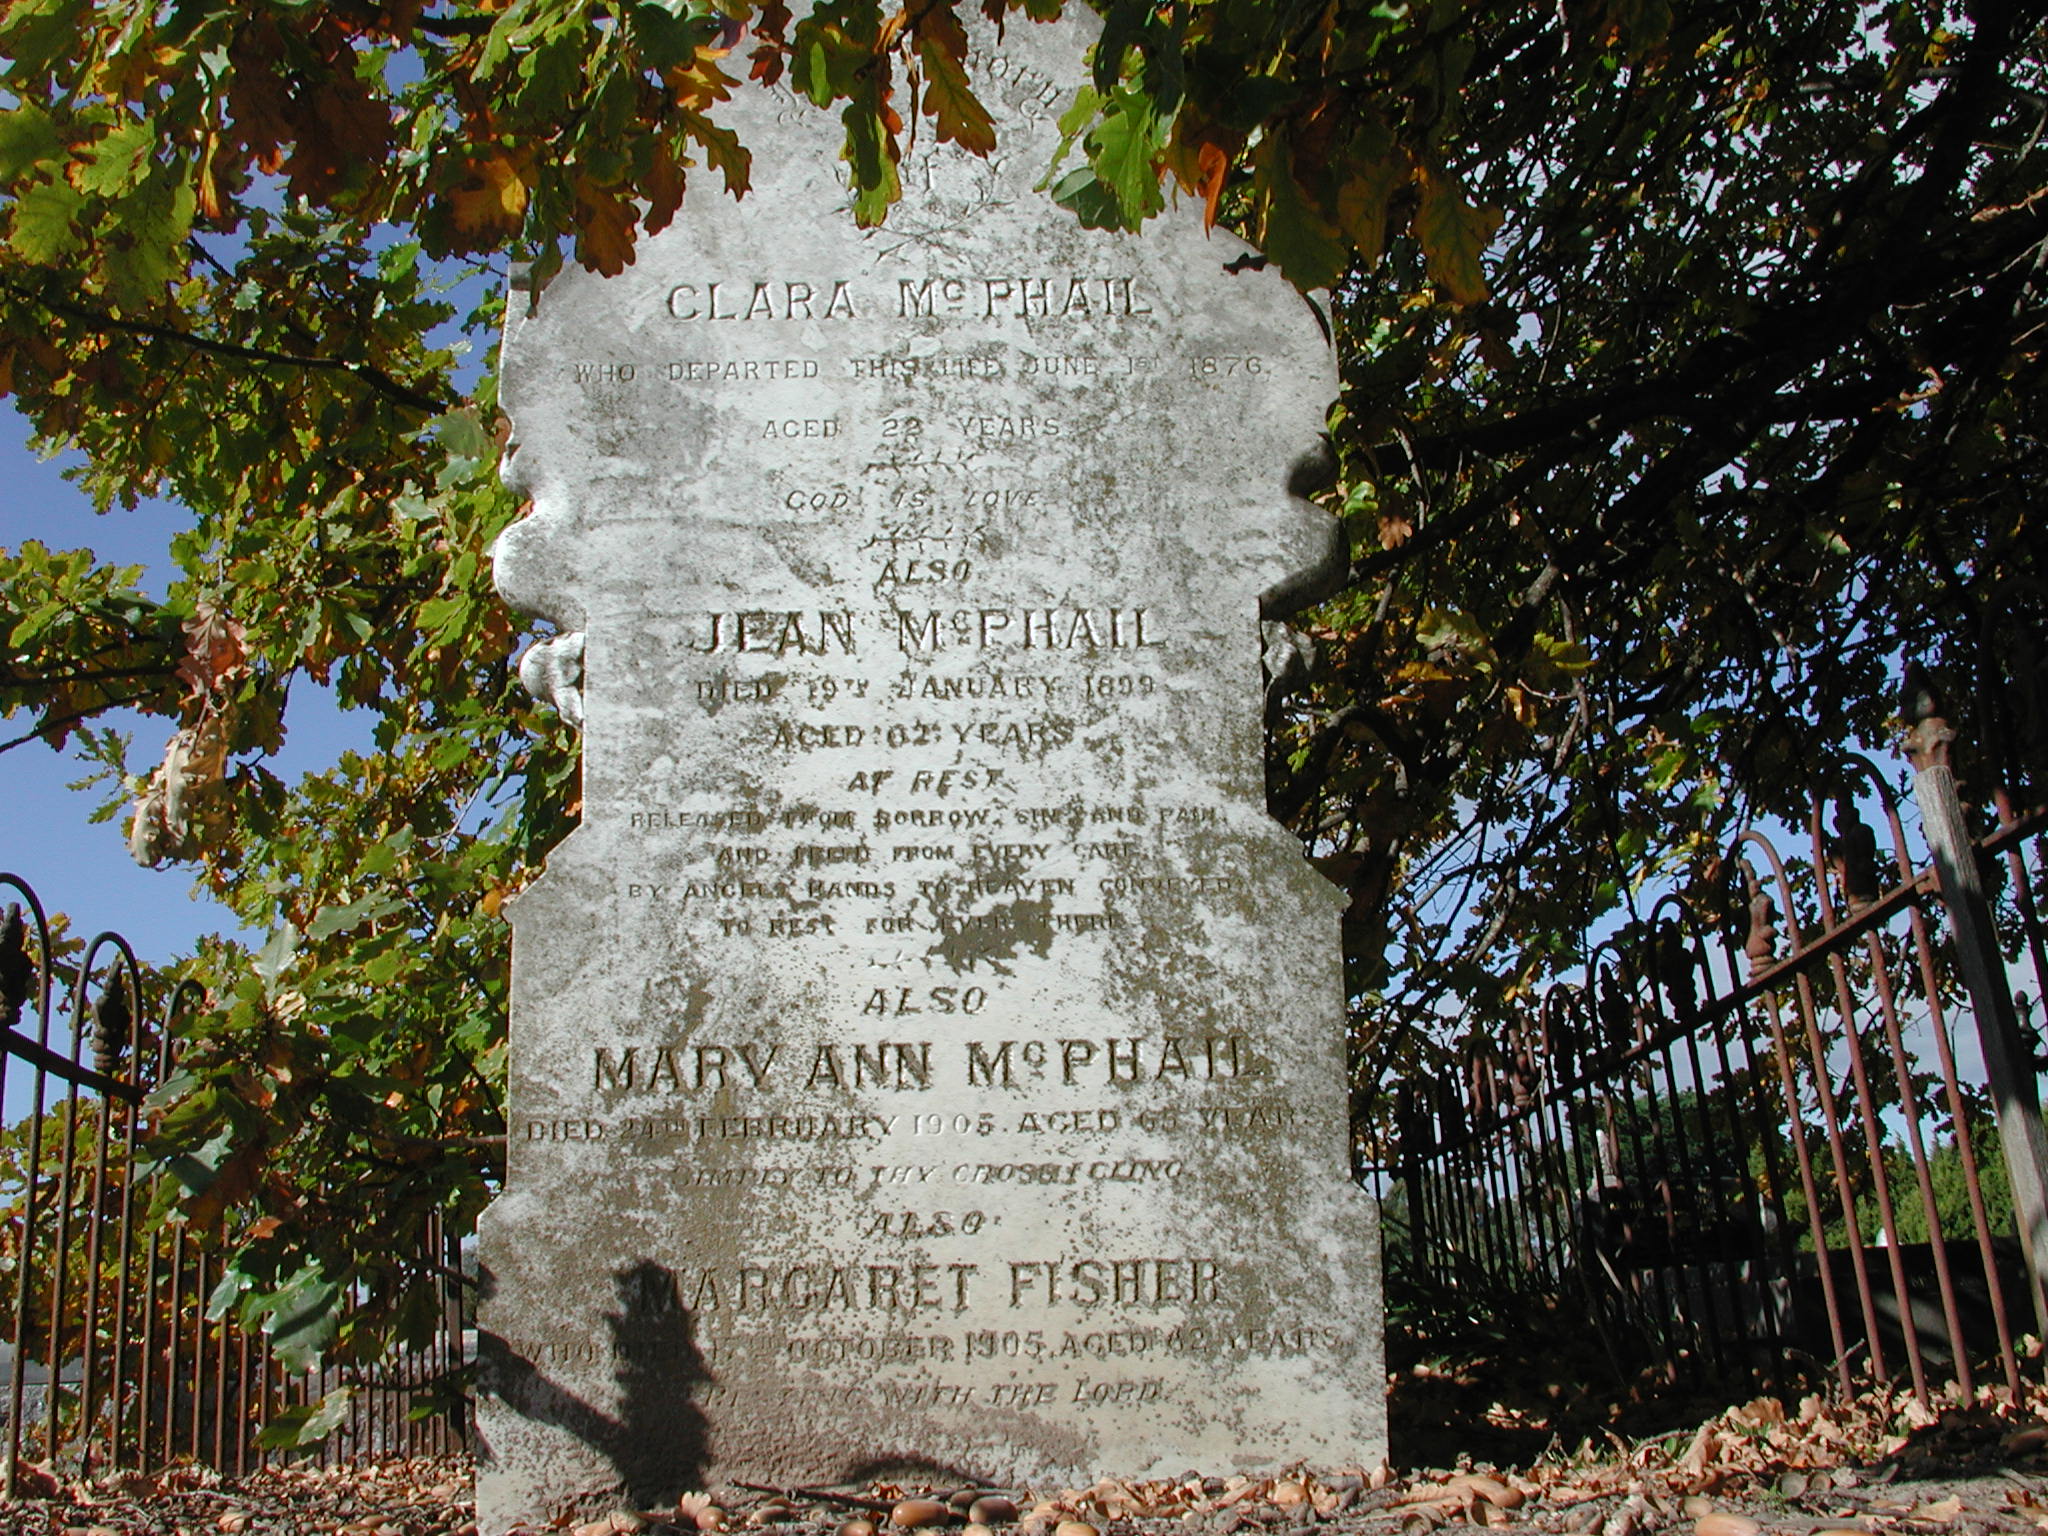 CLARA McPHAIL
WHO DEPARTED THIS LIFE JUNE 1ST 1876.
AGED 22 YEARS
GOD IS LOVE
ALSO
JEAN McPHAIL
DIED 19TH JANUARY 1899
AGED 62 YEARS
AT REST
RELEASED FROM SORROW, SIN AND PAIN,
AND FREED FROM EVERY CARE,
BY ANGELS HANDS TO HEAVEN CONVEYED
TO REST FOR EVER THERE
ALSO
MARY ANN McPHAIL
DIED 24TH FEBRUARY 1905. AGED 65 YEARS
SIMPLY TO THY CROSS I CLING
ALSO
MARGARET FISHER
WHO DIED OCTOBER 1905, AGED 62 YEARS.
RESTING WITH THE LORD